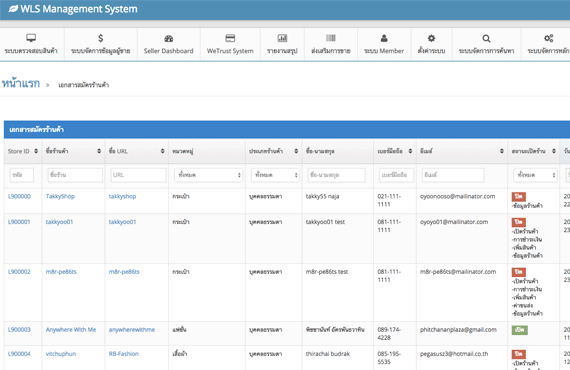 WLS Management System
ระบบตรวจสอบสินค้า ระบบจัดการข้อมูลผู้ขาย Seller Dashboard WeTrust System รายงานสรุป ส่งเสริมการขาย ระบบ Member ตั้งค่าระบบ ระบบจัดการการค้นหา ระบบจัดการหลัก
หน้าแรก » เอกสารสมัครร้านค้า
เอกสารสมัครร้านค้า
Store ID ชื่อร้านค้า ชื่อ URL หมวดหมู่ ประเภทร้านค้า ชื่อ-นามสกุล เบอร์มือถือ อีเมล์ สถานะเปิดร้าน วัน
รหัส ชื่อร้าน URL ทั้งหมด ทั้งหมด ชื่อ-นามสกุล เบอร์มือถือ อีเมล์ ทั้งหมด
L900000 TakkyShop takkyshop กระเป๋า บุคคลธรรมดา takky55 naja 021-111-1111 oyoonooso@mailinator.com ปิด
-ข้อมูลร้านค้า
L900001 takkyoo01 takkyoo01 กระเป๋า บุคคลธรรมดา takkyoo01 test 081-111-1111 oyoyo01@mailinator.com ปิด
-เปิดร้านค้า
-การชำระเงิน
-เพิ่มสินค้า
-ข้อมูลร้านค้า
L900002 m8r-pe86ts m8r-pe86ts กระเป๋า บุคคลธรรมดา m8r-pe86ts test 081-111-1111 m8r-pe86ts@mailinator.com ปิด
-เปิดร้านค้า
-การชำระเงิน
-เพิ่มสินค้า
-ค่าขนส่ง
-ข้อมูลร้านค้า
L900003 Anywhere With Me anywherewithme แฟชั่น บุคคลธรรมดา พิชชานันท์ อัครพันธวาทิน 089-174-4228 phitchananplaza@gmail.com เปิด
L900004 vitchuphun RB-Fashion เสื้อผ้า บุคคลธรรมดา thirachai budrak 085-195-5535 pegasusz3@hotmail.co.th